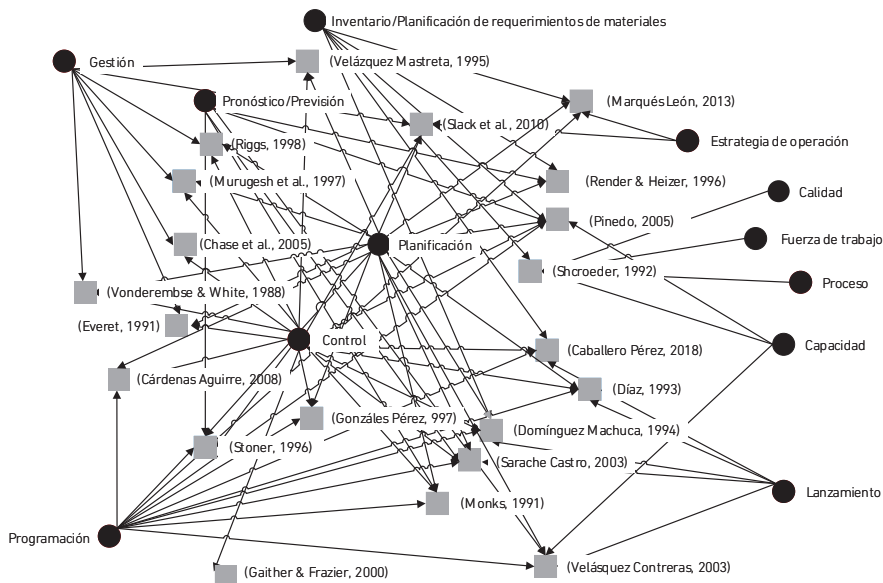 Inventario/Planificación de requerimientos de materiales
Gestión
(Velázquez Mastreta, 1995)
Pronóstico/Previsión
(Marqués León, 2013)
(Slack et al., 2010)
(Riggs, 1998)
Estrategia de operación
(Murugesh et al., 1997)
(Render & Heizer, 1996)
Calidad
(Pinedo, 2005)
(Chase et al., 2005)
Planificación
Fuerza de trabajo
(Shcroeder, 1992)
Proceso
(Vonderembse & White, 1988)
(Everet, 1991)
Control
Capacidad
(Caballero Pérez, 2018)
(Cárdenas Aguirre, 2008)
(Díaz, 1993)
(Gonzáles Pérez, 997)
(Domínguez Machuca, 1994)
(Stoner, 1996)
(Sarache Castro, 2003)
Lanzamiento
(Monks, 1991)
Programación
(Velásquez Contreras, 2003)
(Gaither & Frazier, 2000)